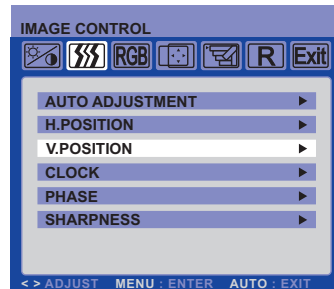 IMAGE CONTROL
RGB R Exit
AUTO ADJUSTMENT
H.POSITION
V.POSITION
CLOCK
PHASE
SHARPNESS
< > ADJUST MENU : ENTER AUTO : EXIT